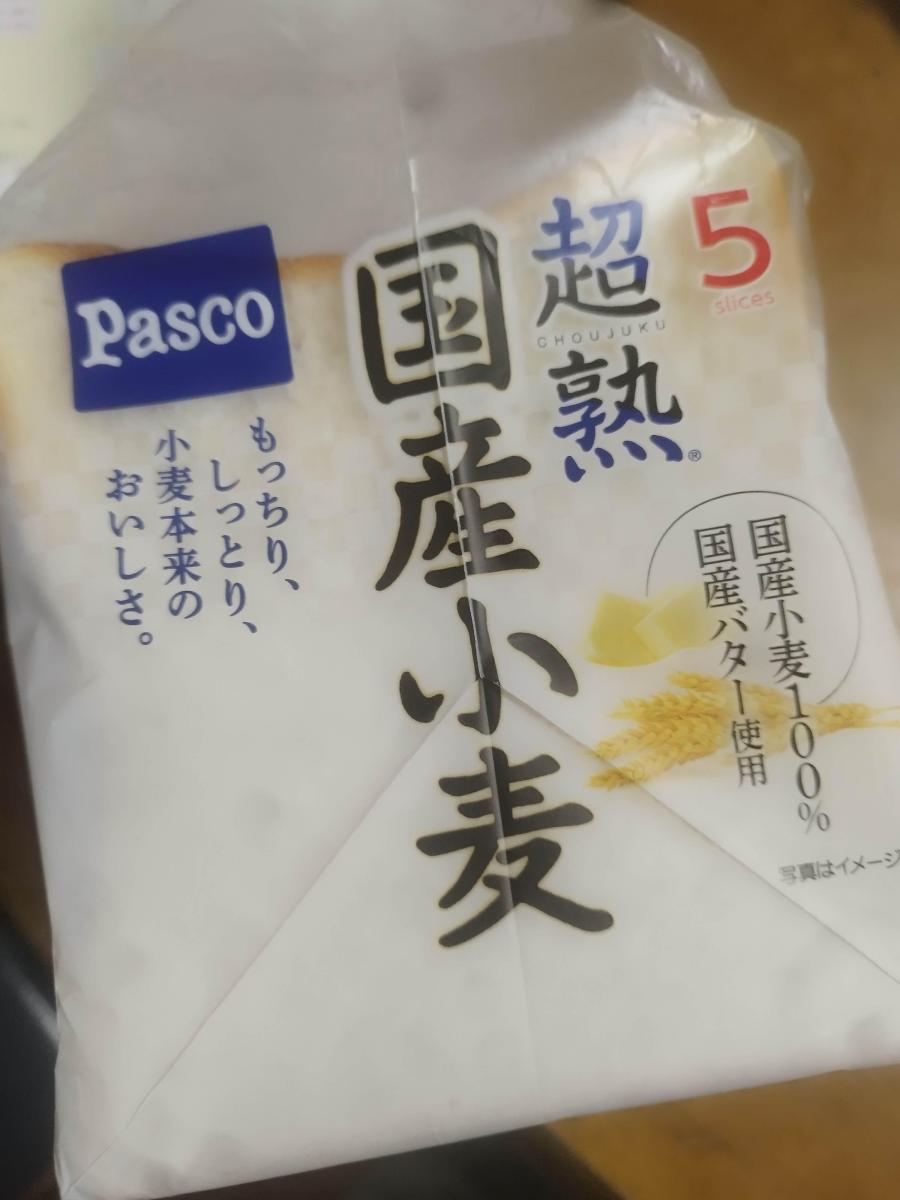 5
slices
超熟
CHOUJUKU
®
国産小麦
Pasco
もっちり、
しっとり、
小麦本来の
おいしさ。
国産小麦100%
国産バター使用
写真はイメージ